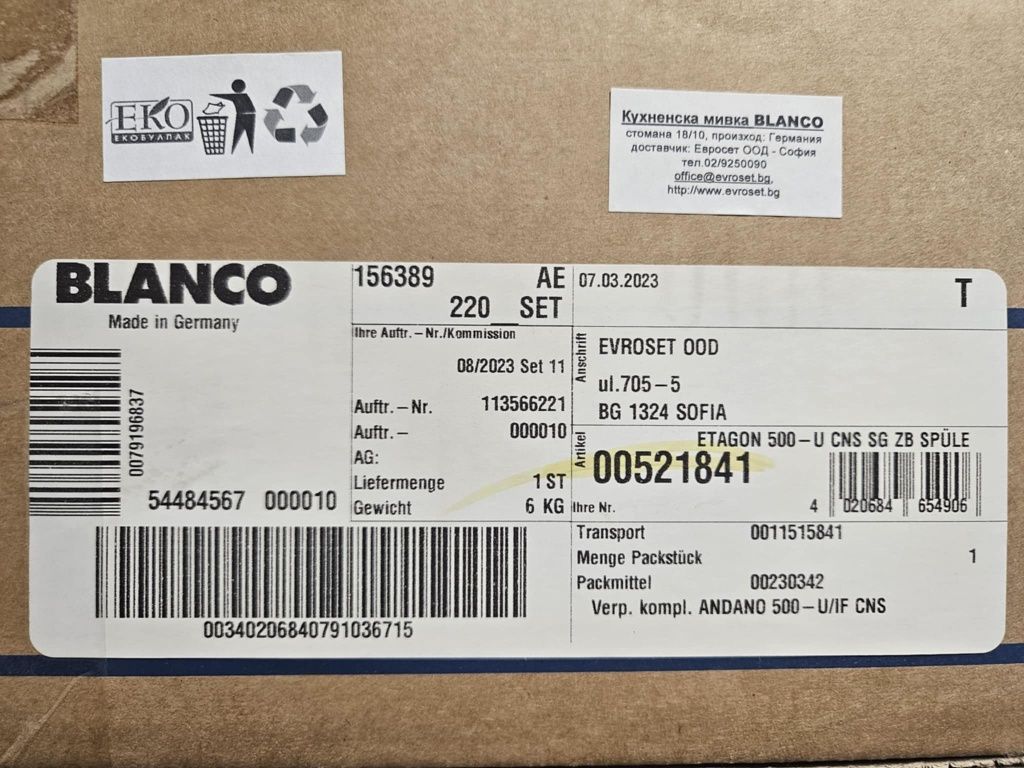 EKO
ЕКОБУЛПАК
Кухненска мивка BLANCO
стомана 18/10, произход: Германия
доставчик: Евросет ООД - София
тел.02/9250090
office@evroset.bg,
http://www.evroset.bg
BLANCO
Made in Germany
0079196837
54484567 000010
00340206840791036715
156389 AE
220 SET
Ihre Auftr. – Nr./Kommission
08/2023 Set 11
Auftr. – Nr. 113566221
Auftr. – 000010
AG:
Liefermenge 1 ST
Gewicht 6 KG
07.03.2023 T
Anschrift
EVROSET OOD
ul.705 – 5
BG 1324 SOFIA
Artikel
ETAGON 500 – U CNS SG ZB SPÜLE
00521841
Ihre Nr. 4 020684 654906
Transport 0011515841
Menge Packstück 1
Packmittel 00230342
Verp. kompl. ANDANO 500 – U/IF CNS